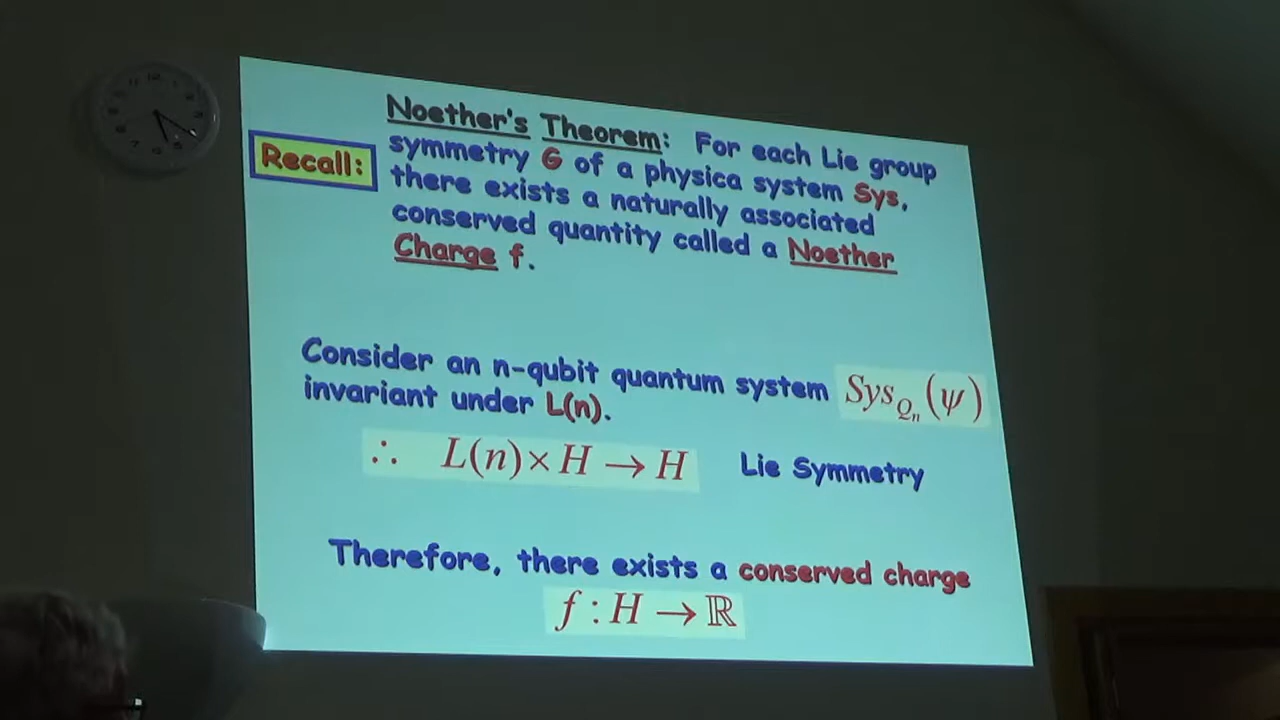 Recall:
Noether's Theorem: For each Lie group
symmetry G of a physica system Sys,
there exists a naturally associated
conserved quantity called a Noether
Charge f.
Consider an n-qubit quantum system Sys_{Q_n}(ψ)
invariant under L(n).
∴ L(n) × H → H Lie Symmetry
Therefore, there exists a conserved charge
f : H → ℝ